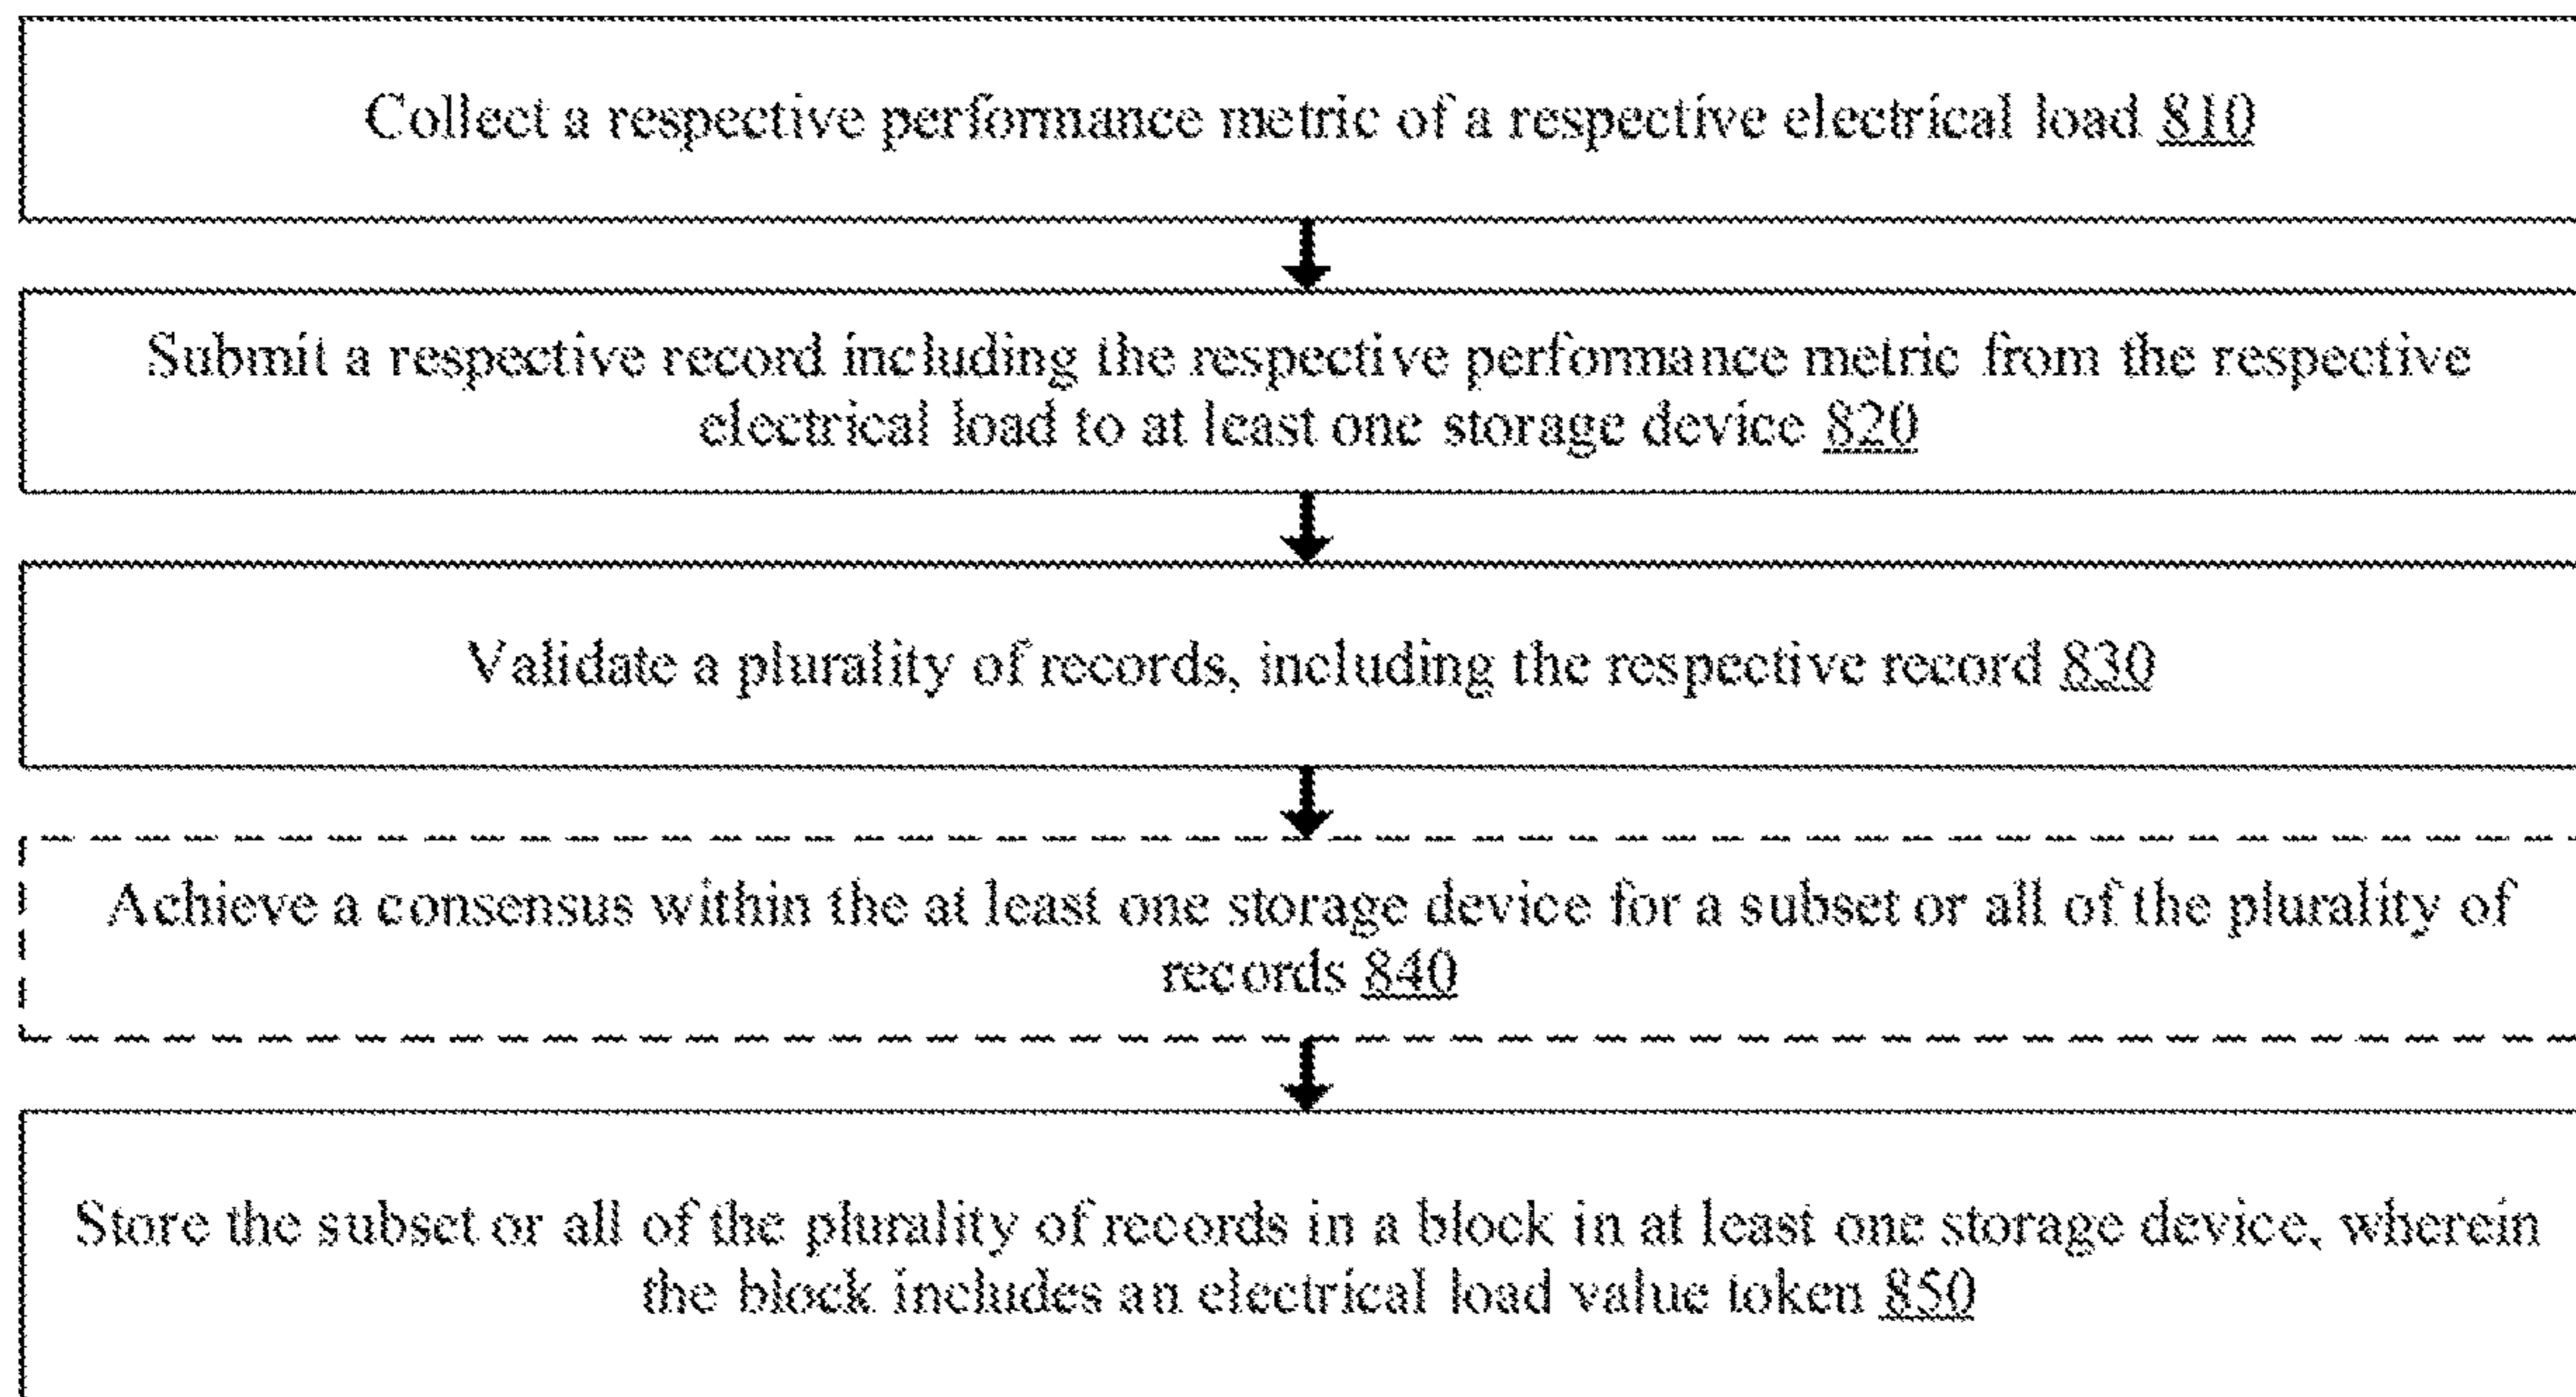 Collect a respective performance metric of a respective electrical load 810
Submit a respective record including the respective performance metric from the respective
electrical load to at least one storage device 820
Validate a plurality of records, including the respective record 830
Achieve a consensus within the at least one storage device for a subset or all of the plurality of
records 840
Store the subset or all of the plurality of records in a block in at least one storage device, wherein
the block includes an electrical load value token 850